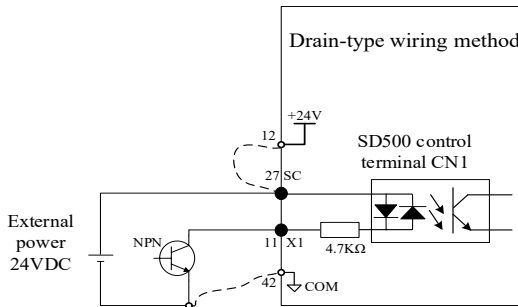 Drain-type wiring method
+24V
12
SD500 control
terminal CN1
27 SC
External
power
24VDC
NPN
11 X1
4.7KΩ
42
COM